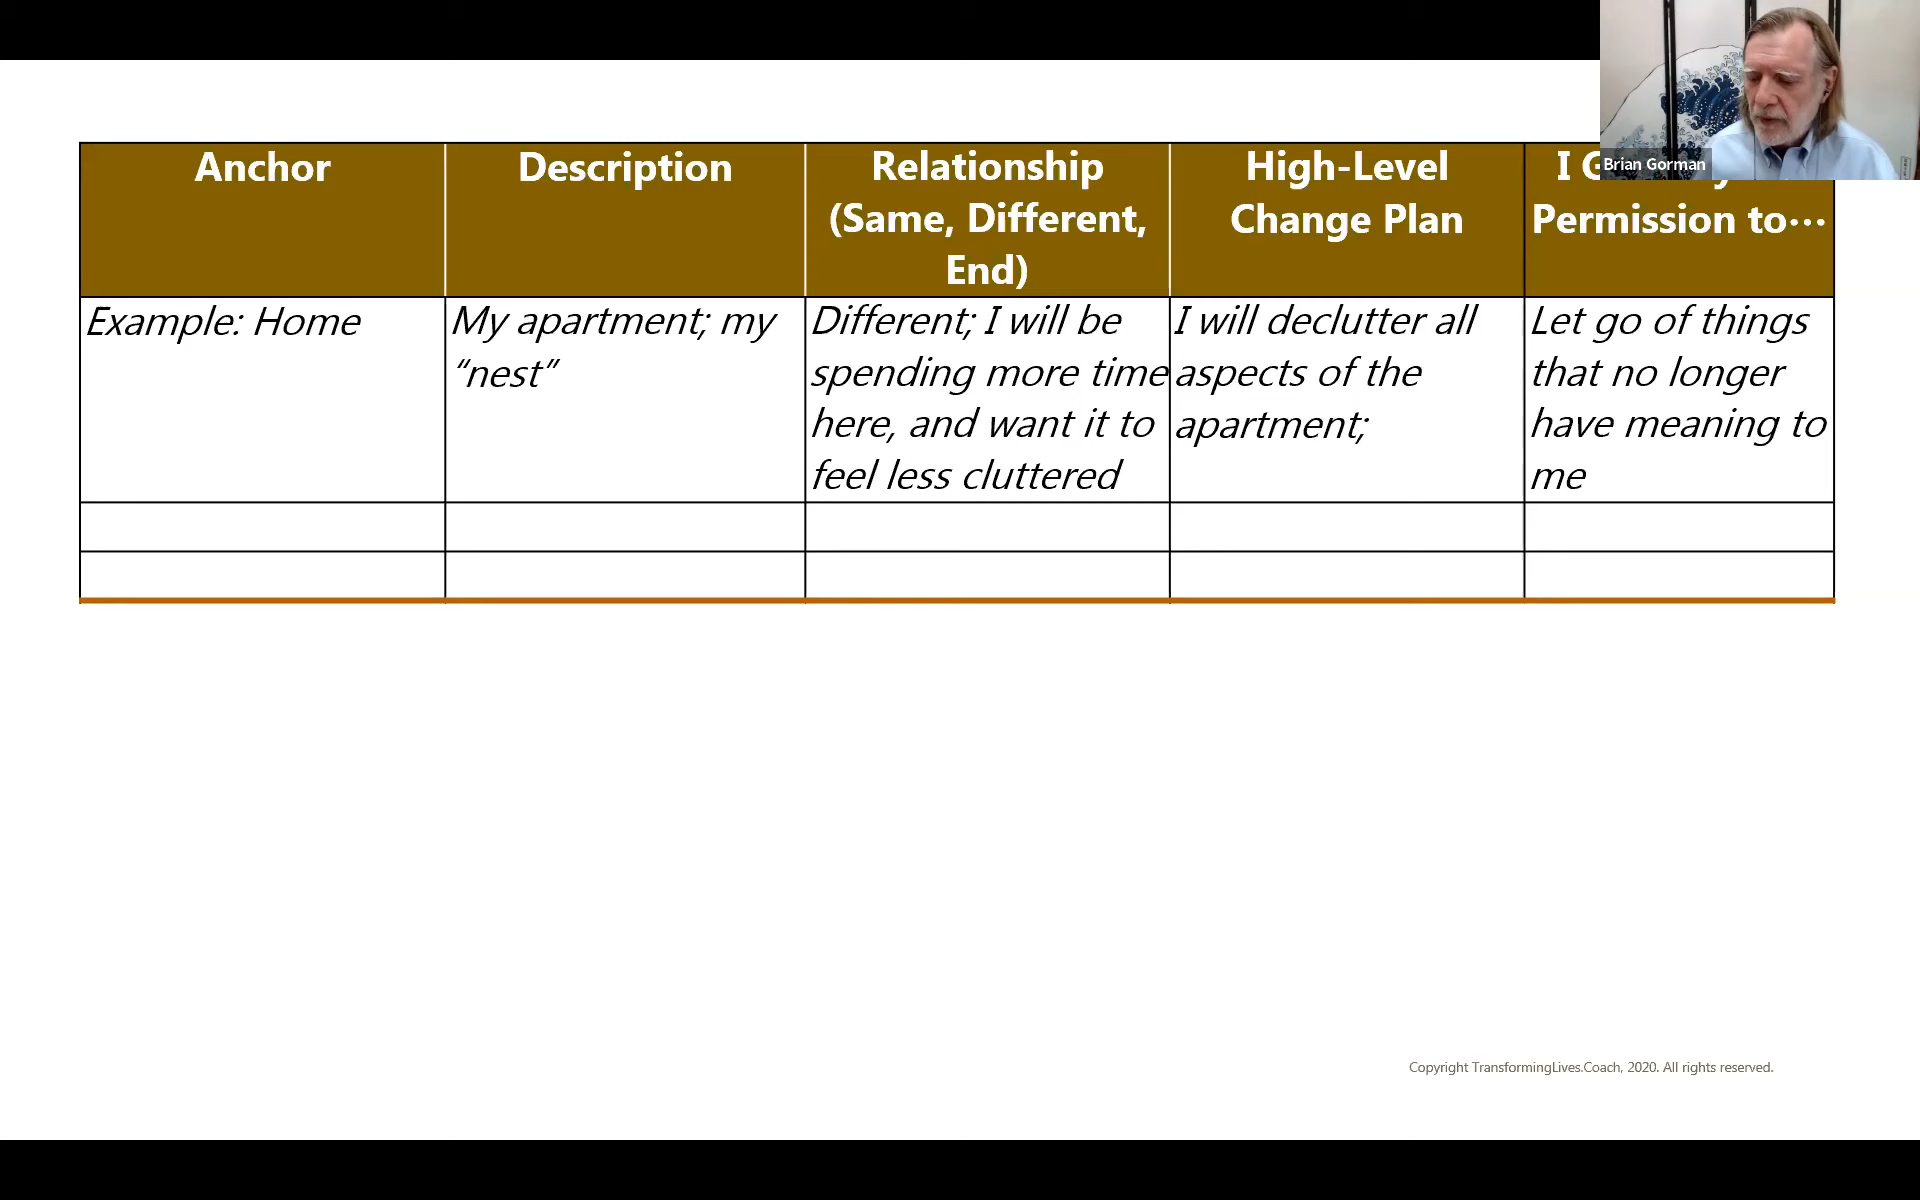 Anchor
Description
Relationship
(Same, Different,
End)
High-Level
Change Plan
I
Permission to…
Example: Home
My apartment; my
“nest”
Different; I will be
spending more time
here, and want it to
feel less cluttered
I will declutter all
aspects of the
apartment;
Let go of things
that no longer
have meaning to
me
Brian Gorman
Copyright TransformingLives.Coach, 2020. All rights reserved.